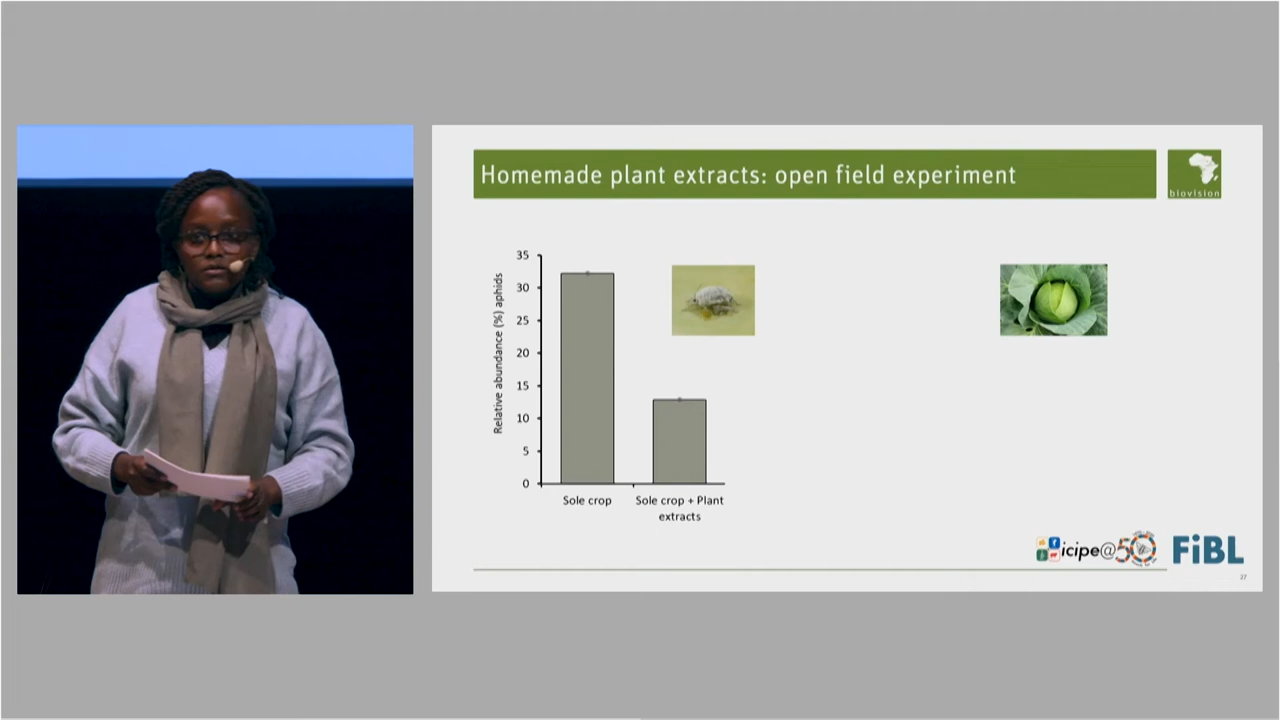 Homemade plant extracts: open field experiment
biovision
Relative abundance (%) aphids
35
30
25
20
15
10
5
0
Sole crop
Sole crop + Plant
extracts
icipe@50
FiBL
27